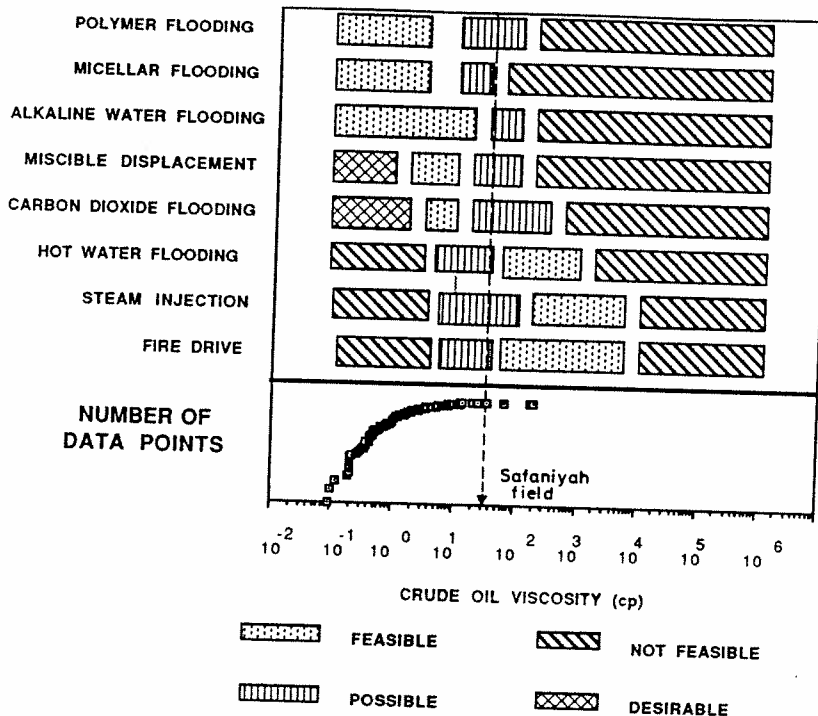 POLYMER FLOODING
MICELLAR FLOODING
ALKALINE WATER FLOODING
MISCIBLE DISPLACEMENT
CARBON DIOXIDE FLOODING
HOT WATER FLOODING
STEAM INJECTION
FIRE DRIVE
NUMBER OF
DATA POINTS
Safaniyah
field
10^-2 10^-1 10^0 10^1 10^2 10^3 10^4 10^5 10^6
CRUDE OIL VISCOSITY (cp)
FEASIBLE NOT FEASIBLE
POSSIBLE DESIRABLE